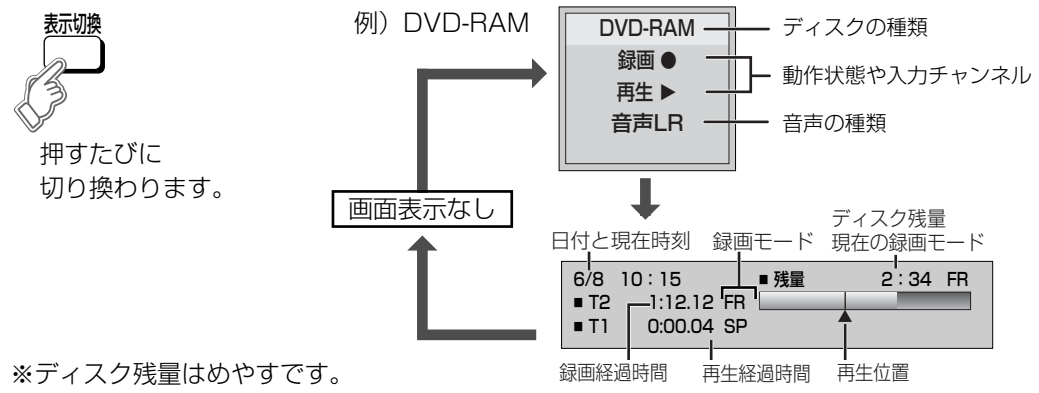 表示切換
押すたびに
切り換わります。
例）DVD-RAM
DVD-RAM
録画 ●
再生 ▶
音声LR
ディスクの種類
動作状態や入力チャンネル
音声の種類
画面表示なし
日付と現在時刻
録画モード
ディスク残量
現在の録画モード
6/8 10：15 ■ 残量 2：34 FR
■ T2 1:12.12 FR
■ T1 0:00.04 SP
録画経過時間
再生経過時間
再生位置
※ディスク残量はめやすです。